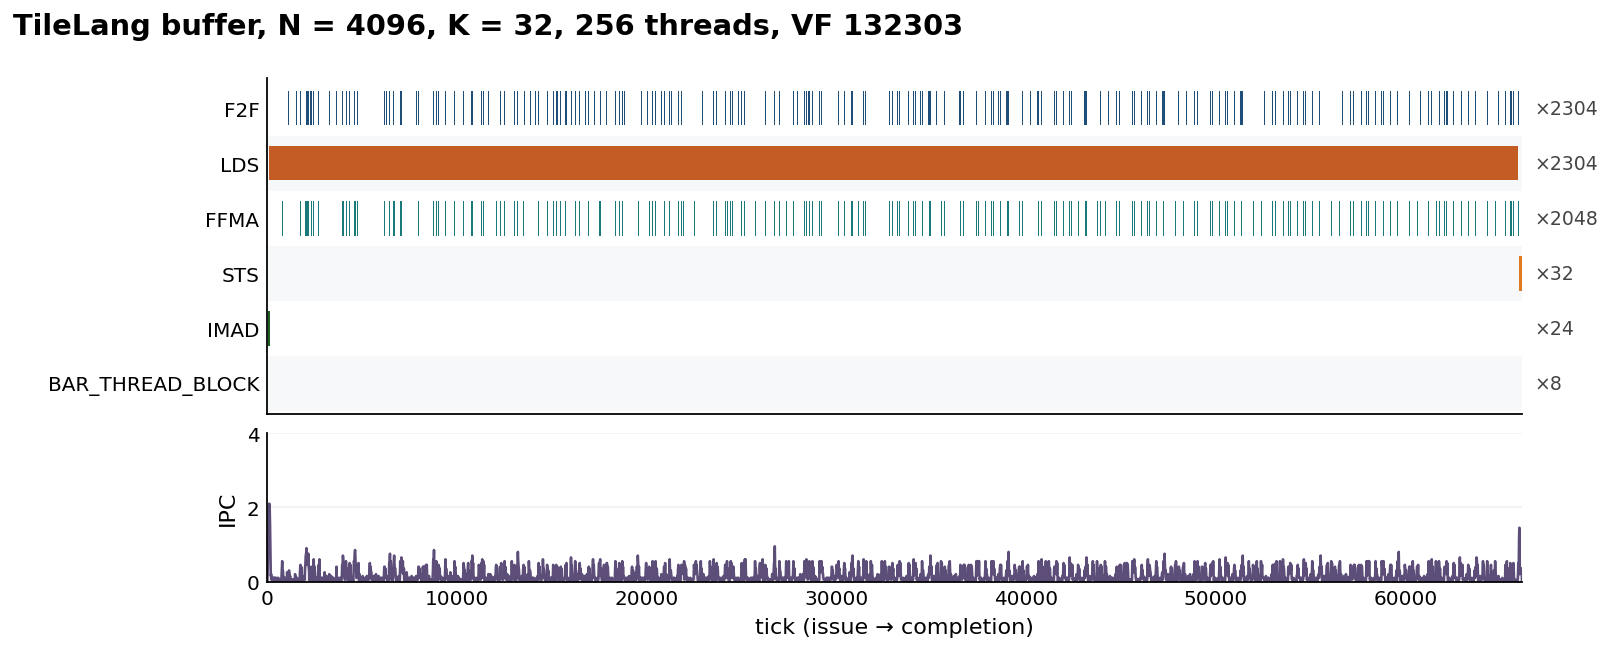 TileLang buffer, N = 4096, K = 32, 256 threads, VF 132303
F2F ×2304
LDS ×2304
FFMA ×2048
STS ×32
IMAD ×24
BAR_THREAD_BLOCK ×8
4
2
0
IPC
0 10000 20000 30000 40000 50000 60000
tick (issue → completion)